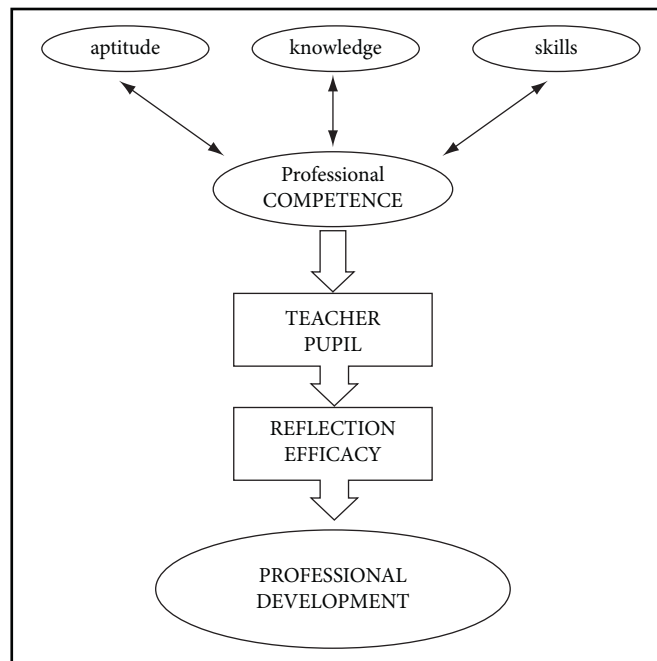 aptitude
knowledge
skills
Professional
COMPETENCE
TEACHER
PUPIL
REFLECTION
EFFICACY
PROFESSIONAL
DEVELOPMENT